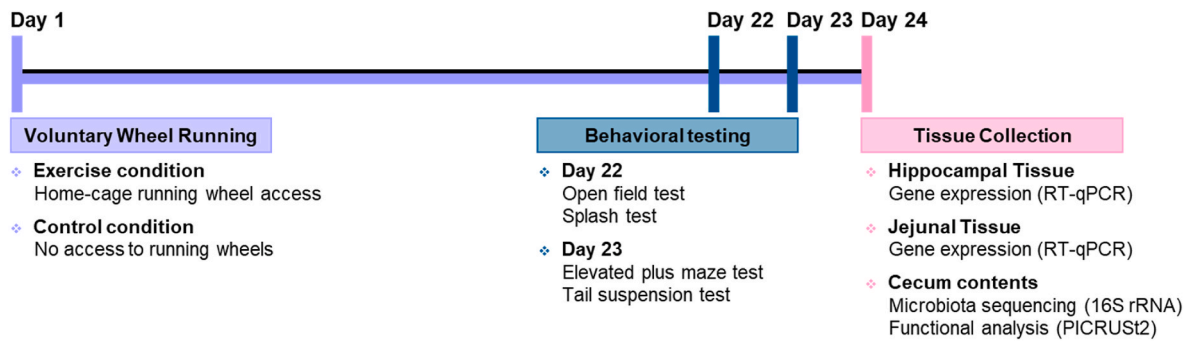 Day 1
Day 22
Day 23
Day 24
Voluntary Wheel Running
Exercise condition
Home-cage running wheel access
Control condition
No access to running wheels
Behavioral testing
Day 22
Open field test
Splash test
Day 23
Elevated plus maze test
Tail suspension test
Tissue Collection
Hippocampal Tissue
Gene expression (RT-qPCR)
Jejunal Tissue
Gene expression (RT-qPCR)
Cecum contents
Microbiota sequencing (16S rRNA)
Functional analysis (PICRUSt2)